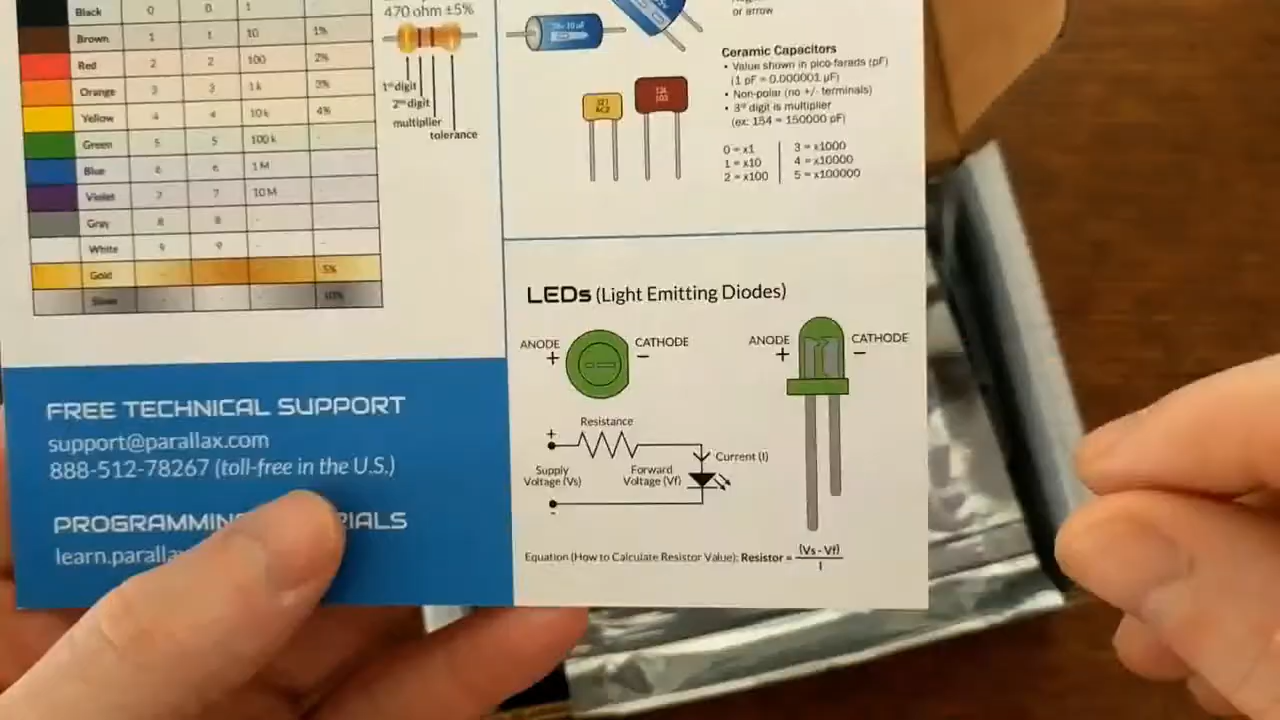 470 ohm ±5%
Black 0 0 1
Brown 1 1 10 1%
Red 2 2 100 2%
Orange 3 3 1k 3%
Yellow 4 4 10k 4%
Green 5 5 100k -
Blue 6 6 1M
Violet 7 7 10M
Gray 8 8 -
White 9 9 -
Gold - - 5%
Silver 10%
1st digit
2nd digit
multiplier
tolerance
or arrow
Ceramic Capacitors
• Value shown in pico-farads (pF)
(1 pF = 0.000001 µF)
• Non-polar (no +/- terminals)
• 3rd digit is multiplier
(ex: 154 = 150000 pF)
0 = x1 3 = x1000
1 = x10 4 = x10000
2 = x100 5 = x100000
LEDs (Light Emitting Diodes)
ANODE CATHODE ANODE CATHODE
+ - + -
Resistance
+
Current (I)
Supply Voltage (Vs)
Forward Voltage (Vf)
-
Equation (How to Calculate Resistor Value): Resistor = (Vs - Vf)
I
FREE TECHNICAL SUPPORT
support@parallax.com
888-512-78267 (toll-free in the U.S.)
PROGRAMMIN RIALS
learn.paralla